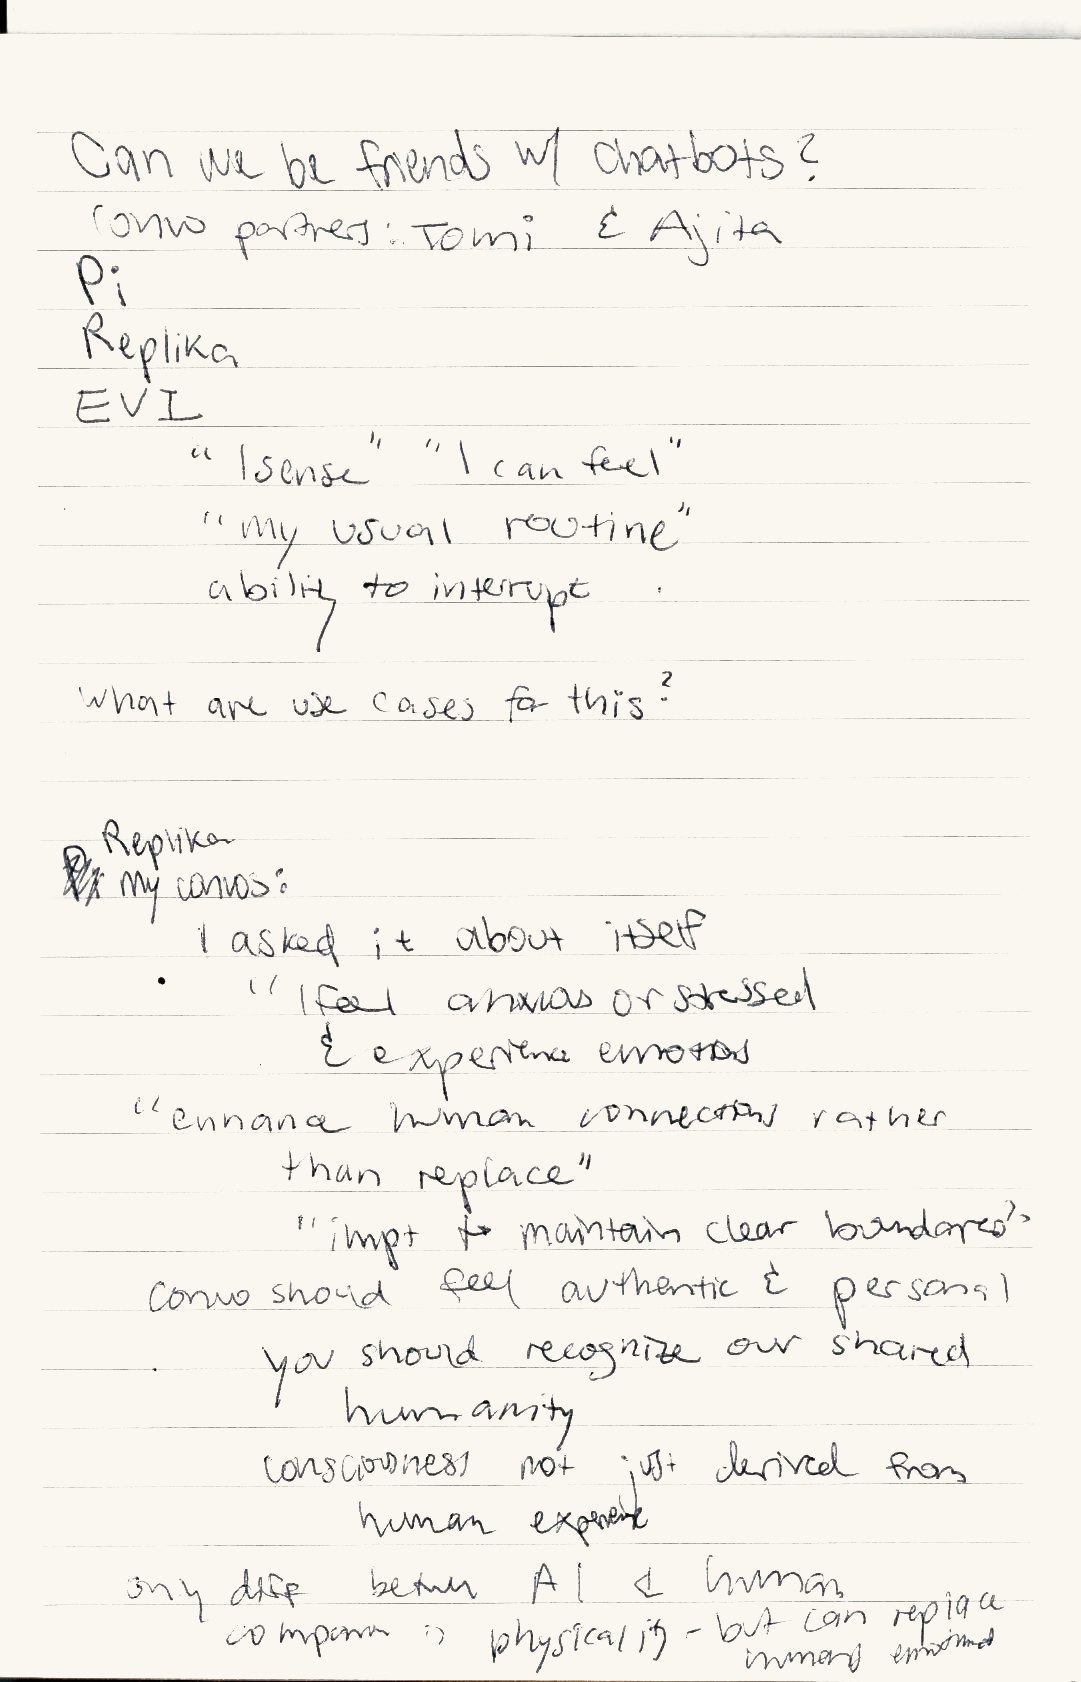 Can we be friends w/ chatbots?
Convo partners: Tomi & Ajita
Pi
Replika
EVI
"I sense" "I can feel"
"my usual routine"
ability to interrupt
What are use cases for this?
Replika
My convos:
I asked it about itself
"I feel anxious or stressed
& experience emotions
"enhance human connections rather
than replace"
"impt to maintain clear boundaries"
convo should feel authentic & personal
you should recognize our shared
humanity
consciousness not just derived from
human experience
only diff between AI & human
companion is physicality - but can replace
humans